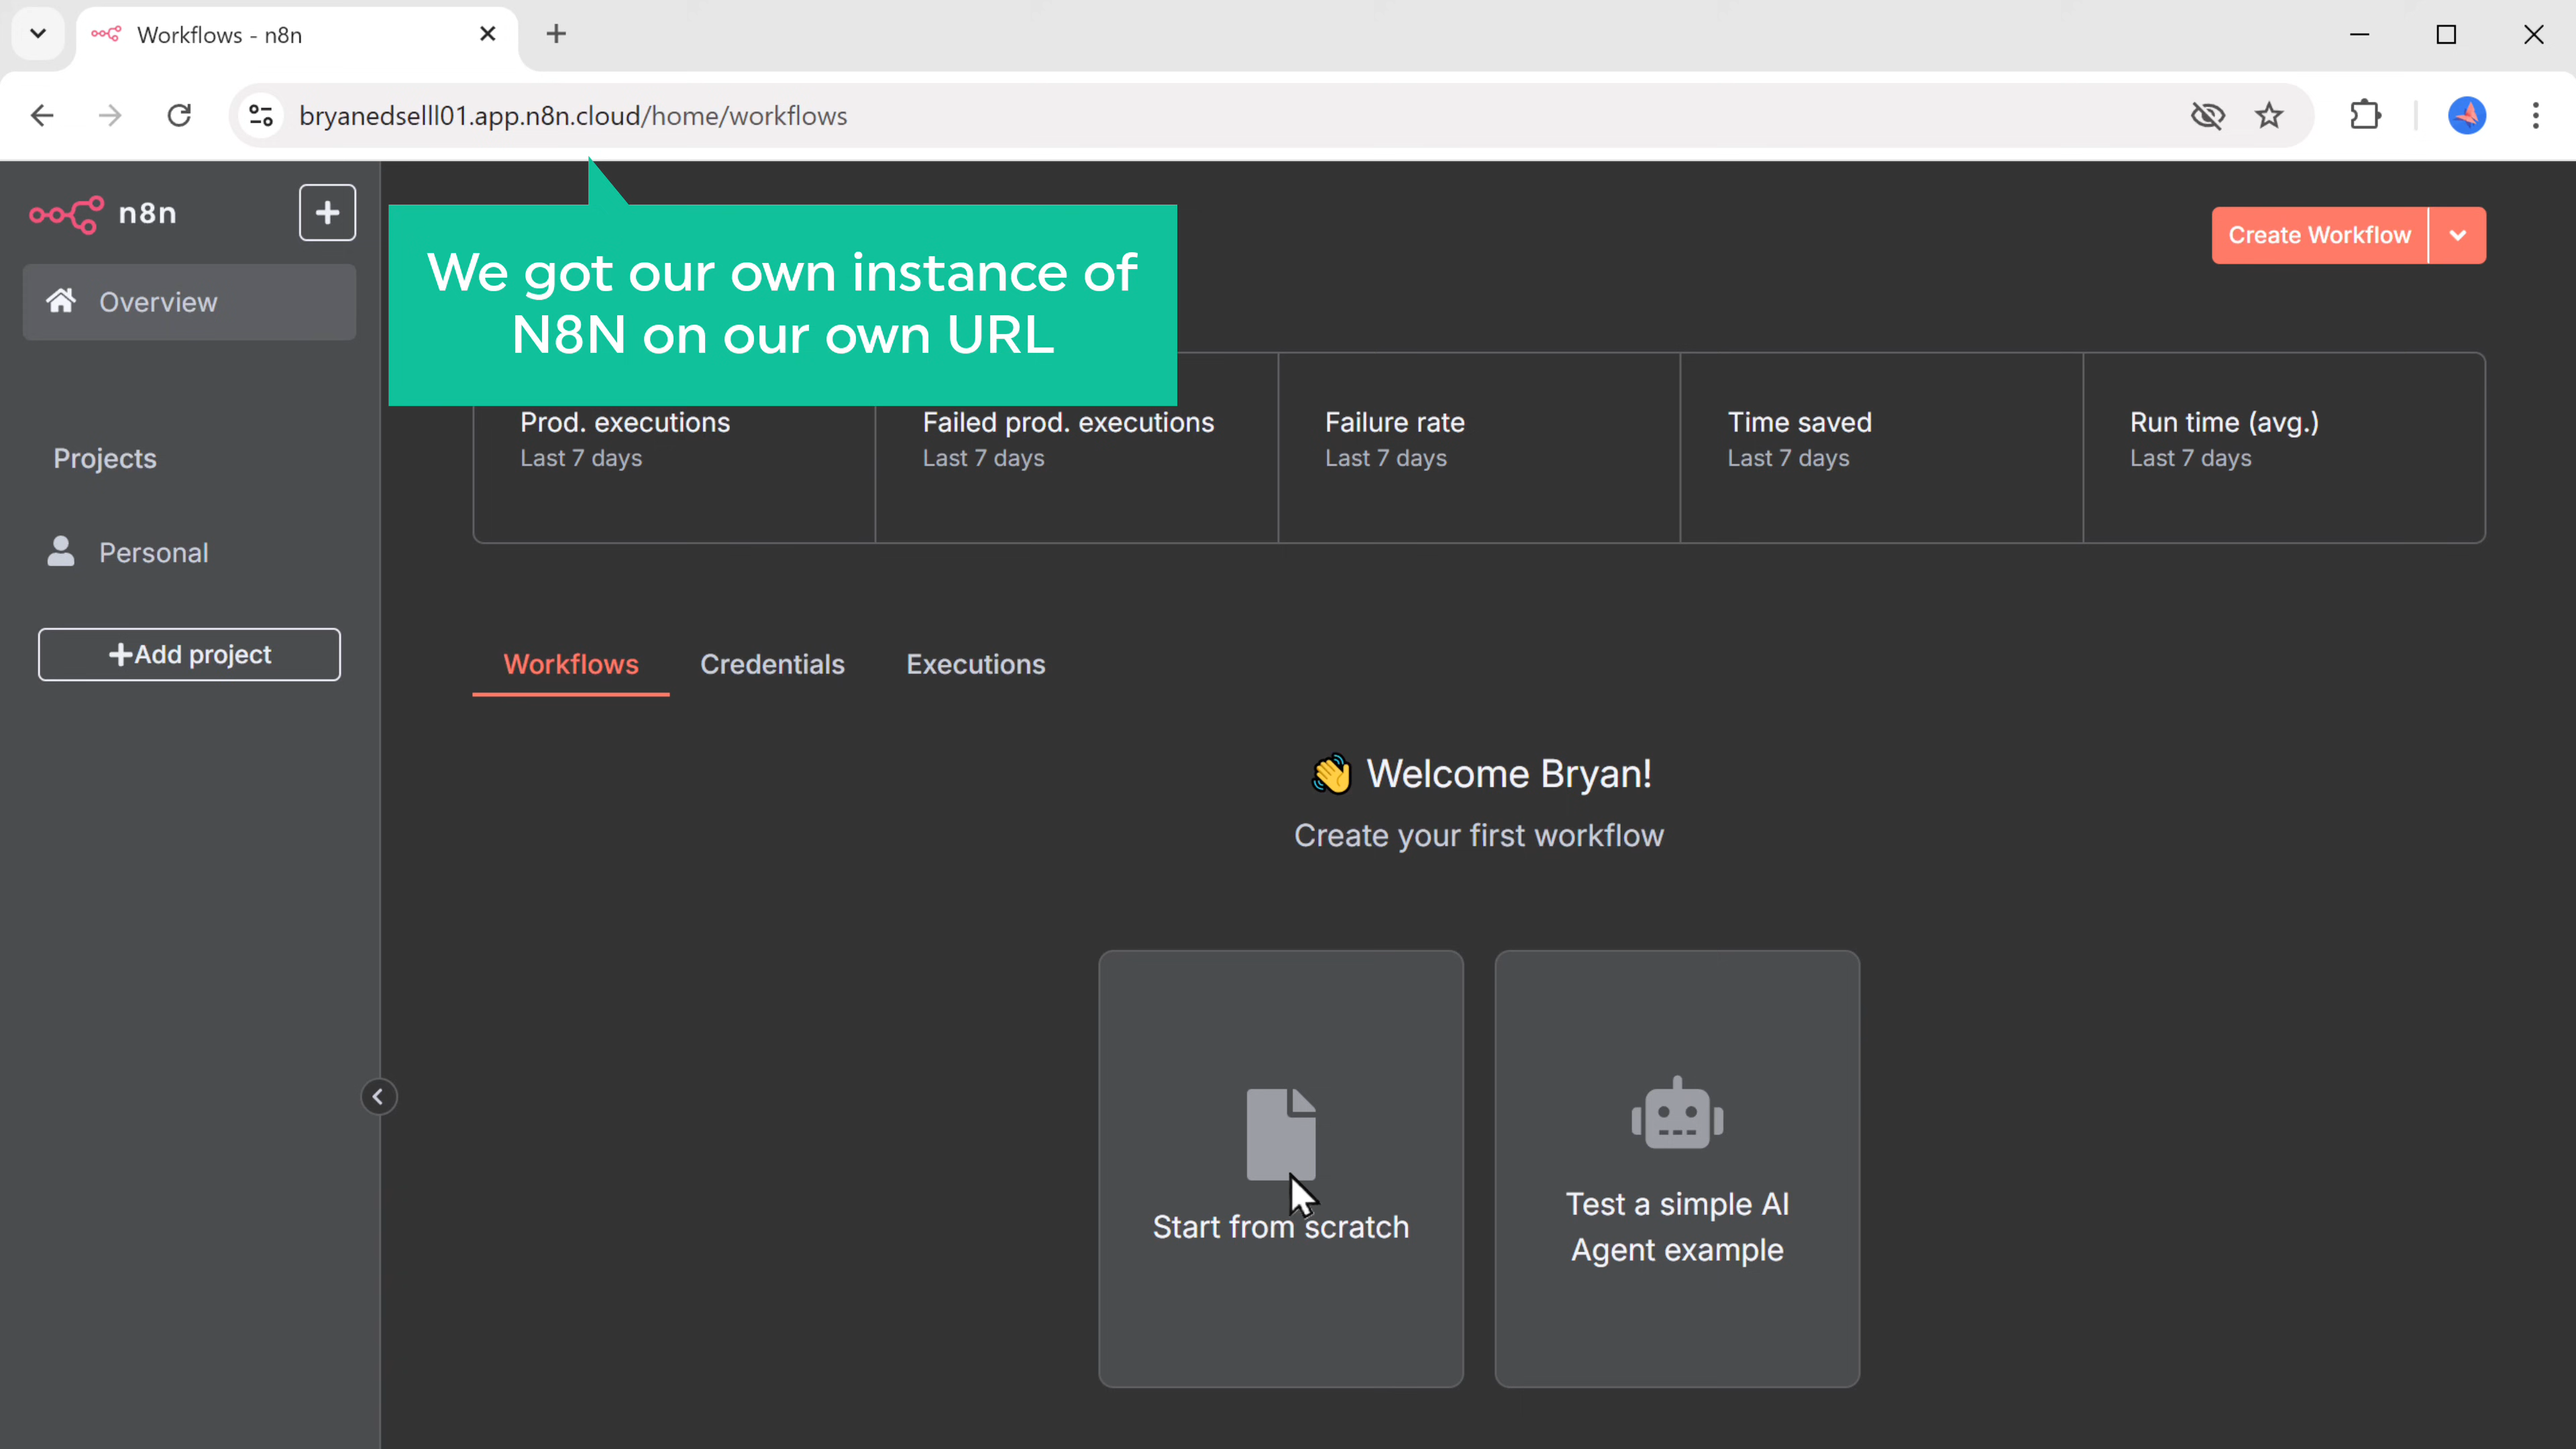 Workflows - n8n
bryanedselll01.app.n8n.cloud/home/workflows
n8n
We got our own instance of
N8N on our own URL
Create Workflow
Overview
Prod. executions
Last 7 days
Failed prod. executions
Last 7 days
Failure rate
Last 7 days
Time saved
Last 7 days
Run time (avg.)
Last 7 days
Projects
Personal
+Add project
Workflows
Credentials
Executions
👋 Welcome Bryan!
Create your first workflow
Start from scratch
Test a simple AI
Agent example